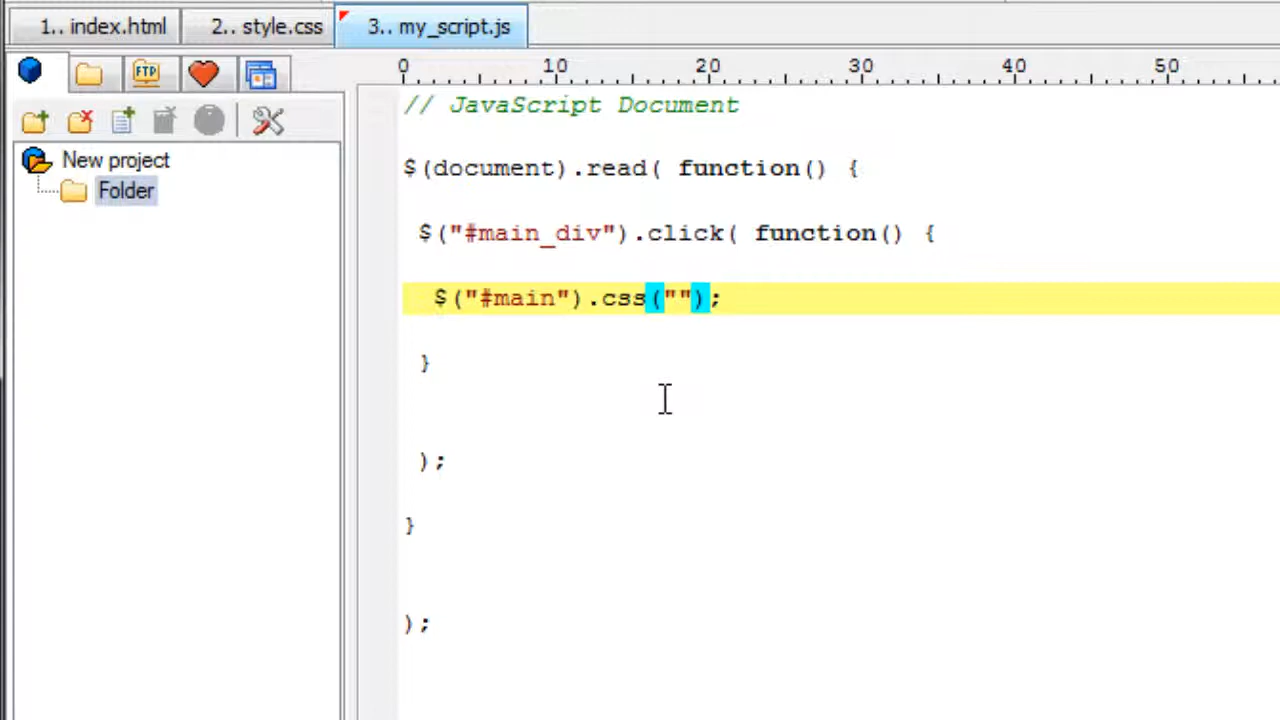 1.. index.html
2.. style.css
3.. my_script.js
FTP
0 10 20 30 40 50
New project
Folder
// JavaScript Document
$(document).read( function() {
$("#main_div").click( function() {
$("#main").css("");
}
);
}
);